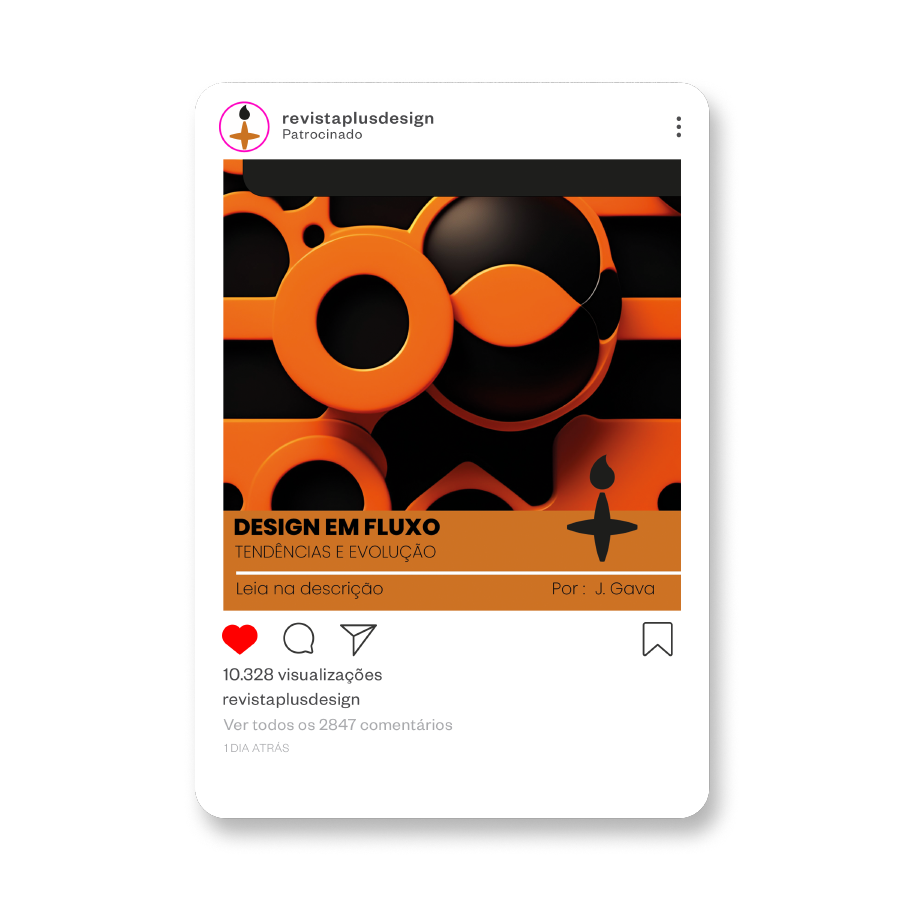 revistaplusdesign
Patrocinado
DESIGN EM FLUXO
TENDÊNCIAS E EVOLUÇÃO
Leia na descrição
Por : J. Gava
10.328 visualizações
revistaplusdesign
Ver todos os 2847 comentários
1 DIA ATRÁS